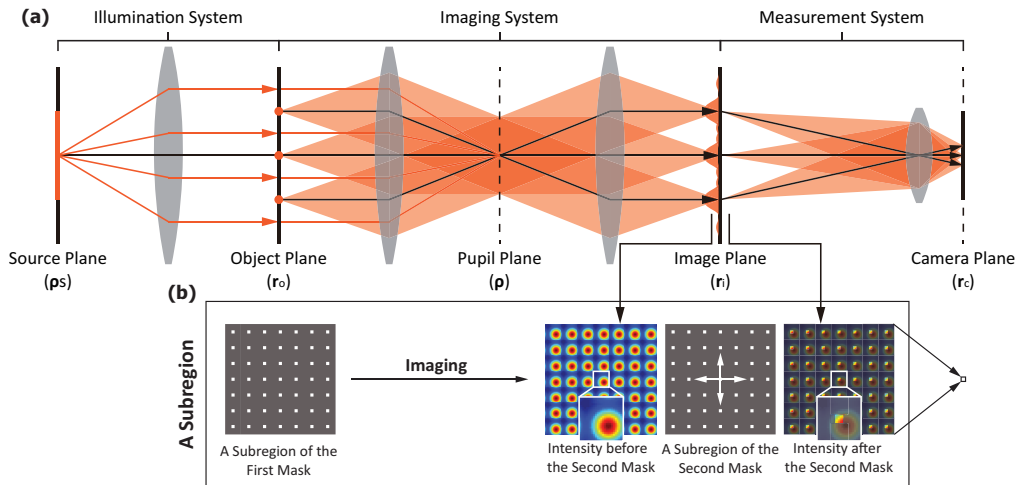 (a)
Illumination System
Imaging System
Measurement System
Source Plane
(ρs)
Object Plane
(ro)
Pupil Plane
(ρ)
Image Plane
(ri)
Camera Plane
(rc)
(b)
A Subregion
Imaging
A Subregion of the
First Mask
Intensity before
the Second Mask
A Subregion of the
Second Mask
Intensity after
the Second Mask